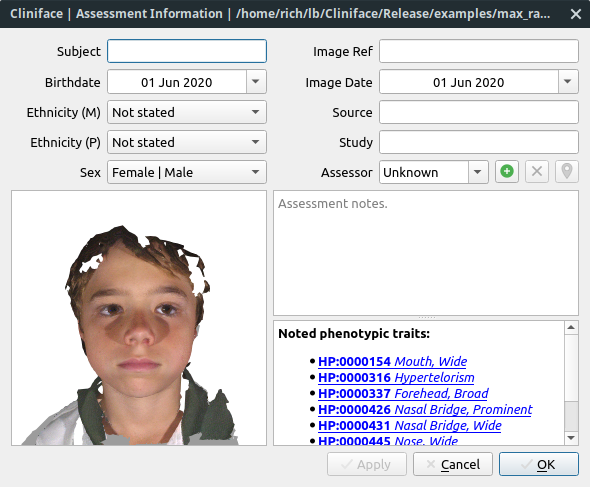 Cliniface | Assessment Information | /home/rich/lb/Cliniface/Release/examples/max_ra...
Subject
Image Ref
Birthdate 01 Jun 2020
Image Date 01 Jun 2020
Ethnicity (M) Not stated
Source
Ethnicity (P) Not stated
Study
Sex Female | Male
Assessor Unknown
Assessment notes.
Noted phenotypic traits:
HP:0000154 Mouth, Wide
HP:0000316 Hypertelorism
HP:0000337 Forehead, Broad
HP:0000426 Nasal Bridge, Prominent
HP:0000431 Nasal Bridge, Wide
HP:0000445 Nose, Wide
Apply Cancel OK